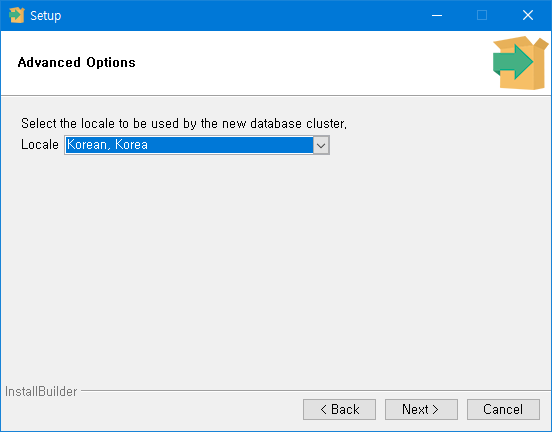 Setup
Advanced Options
Select the locale to be used by the new database cluster.
Locale Korean, Korea
InstallBuilder
< Back Next > Cancel